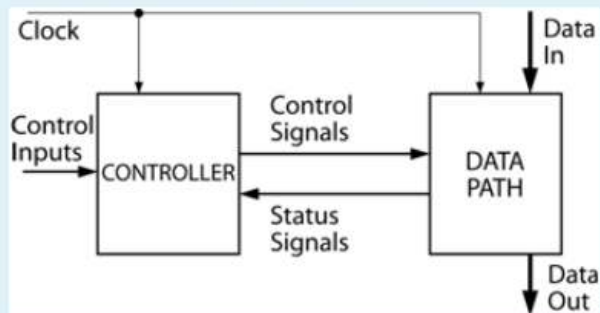 Clock
Data
In
Control
Inputs
CONTROLLER
Control
Signals
DATA
PATH
Status
Signals
Data
Out